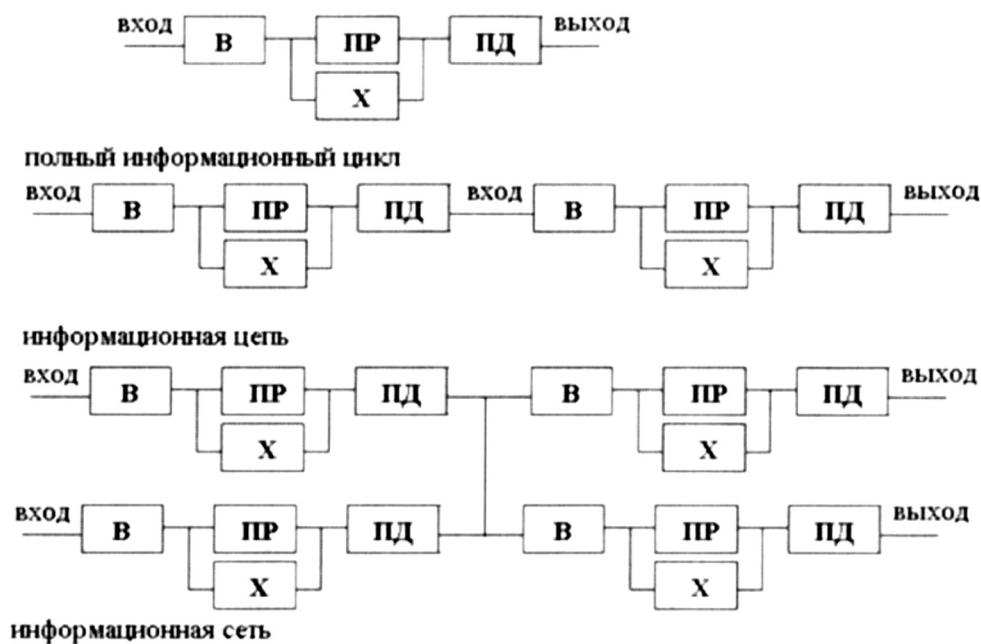 вход В ПР ПД выход
Х
полный информационный цикл
вход В ПР ПД вход В ПР ПД выход
Х Х
информационная цепь
вход В ПР ПД В ПР ПД выход
Х Х
вход В ПР ПД В ПР ПД выход
Х Х
информационная сеть